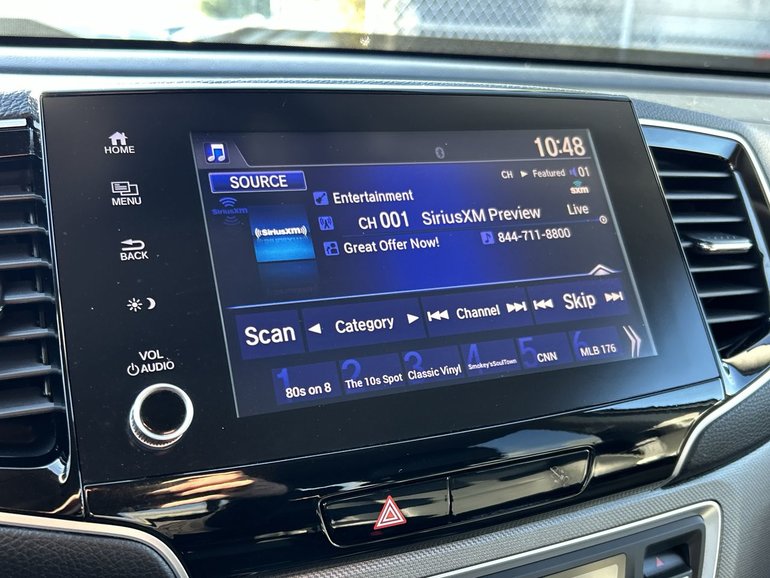 10:48
HOME
SOURCE
CH ▶ Featured 01
sxm
MENU
SiriusXM
((SiriusXM))
Entertainment
CH 001 SiriusXM Preview Live
Great Offer Now! 844-711-8800
BACK
Scan ◀ Category ▶ Channel Skip
VOL
AUDIO
1 80s on 8
2 The 10s Spot
3 Classic Vinyl
4 Smokey'sSoulTown
5 CNN
6 MLB 176